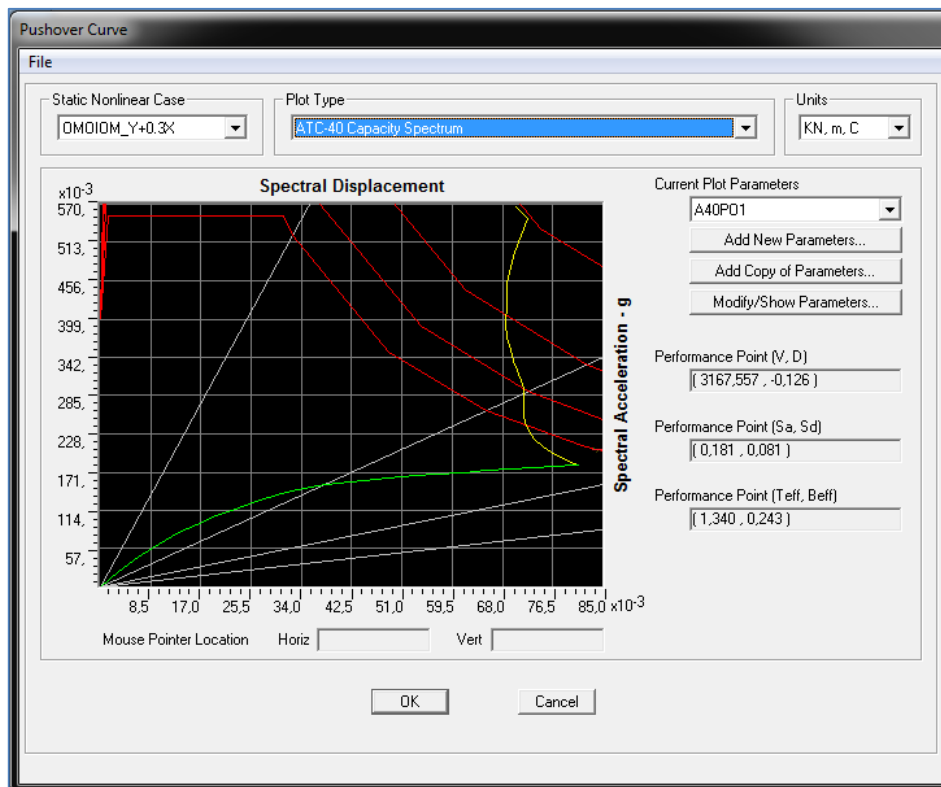 Pushover Curve
File
Static Nonlinear Case
OMOIOM_Y+0.3X
Plot Type
ATC-40 Capacity Spectrum
Units
KN, m, C
Spectral Displacement
x10-3
570,
513,
456,
399,
342,
285,
228,
171,
114,
57,
8,5 17,0 25,5 34,0 42,5 51,0 59,5 68,0 76,5 85,0 x10-3
Spectral Acceleration - g
Mouse Pointer Location Horiz Vert
Current Plot Parameters
A40PO1
Add New Parameters...
Add Copy of Parameters...
Modify/Show Parameters...
Performance Point (V, D)
( 3167,557 , -0,126 )
Performance Point (Sa, Sd)
( 0,181 , 0,081 )
Performance Point (Teff, Beff)
( 1,340 , 0,243 )
OK Cancel